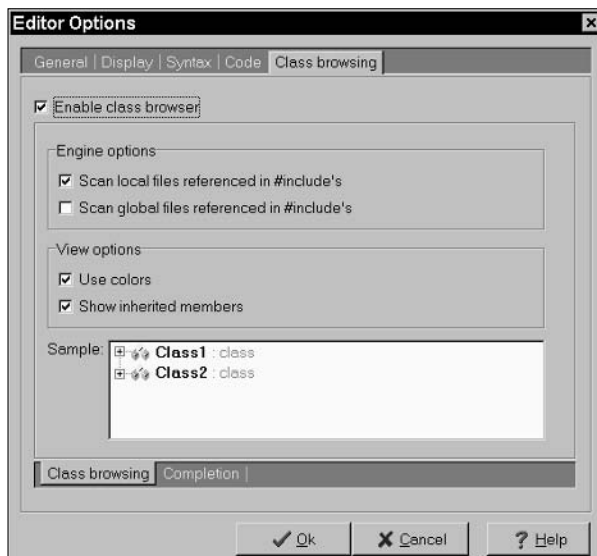 Editor Options
General | Display | Syntax | Code Class browsing
Enable class browser
Engine options
Scan local files referenced in #include's
Scan global files referenced in #include's
View options
Use colors
Show inherited members
Sample: Class1 : class
Class2 : class
Class browsing Completion |
Ok Cancel ? Help